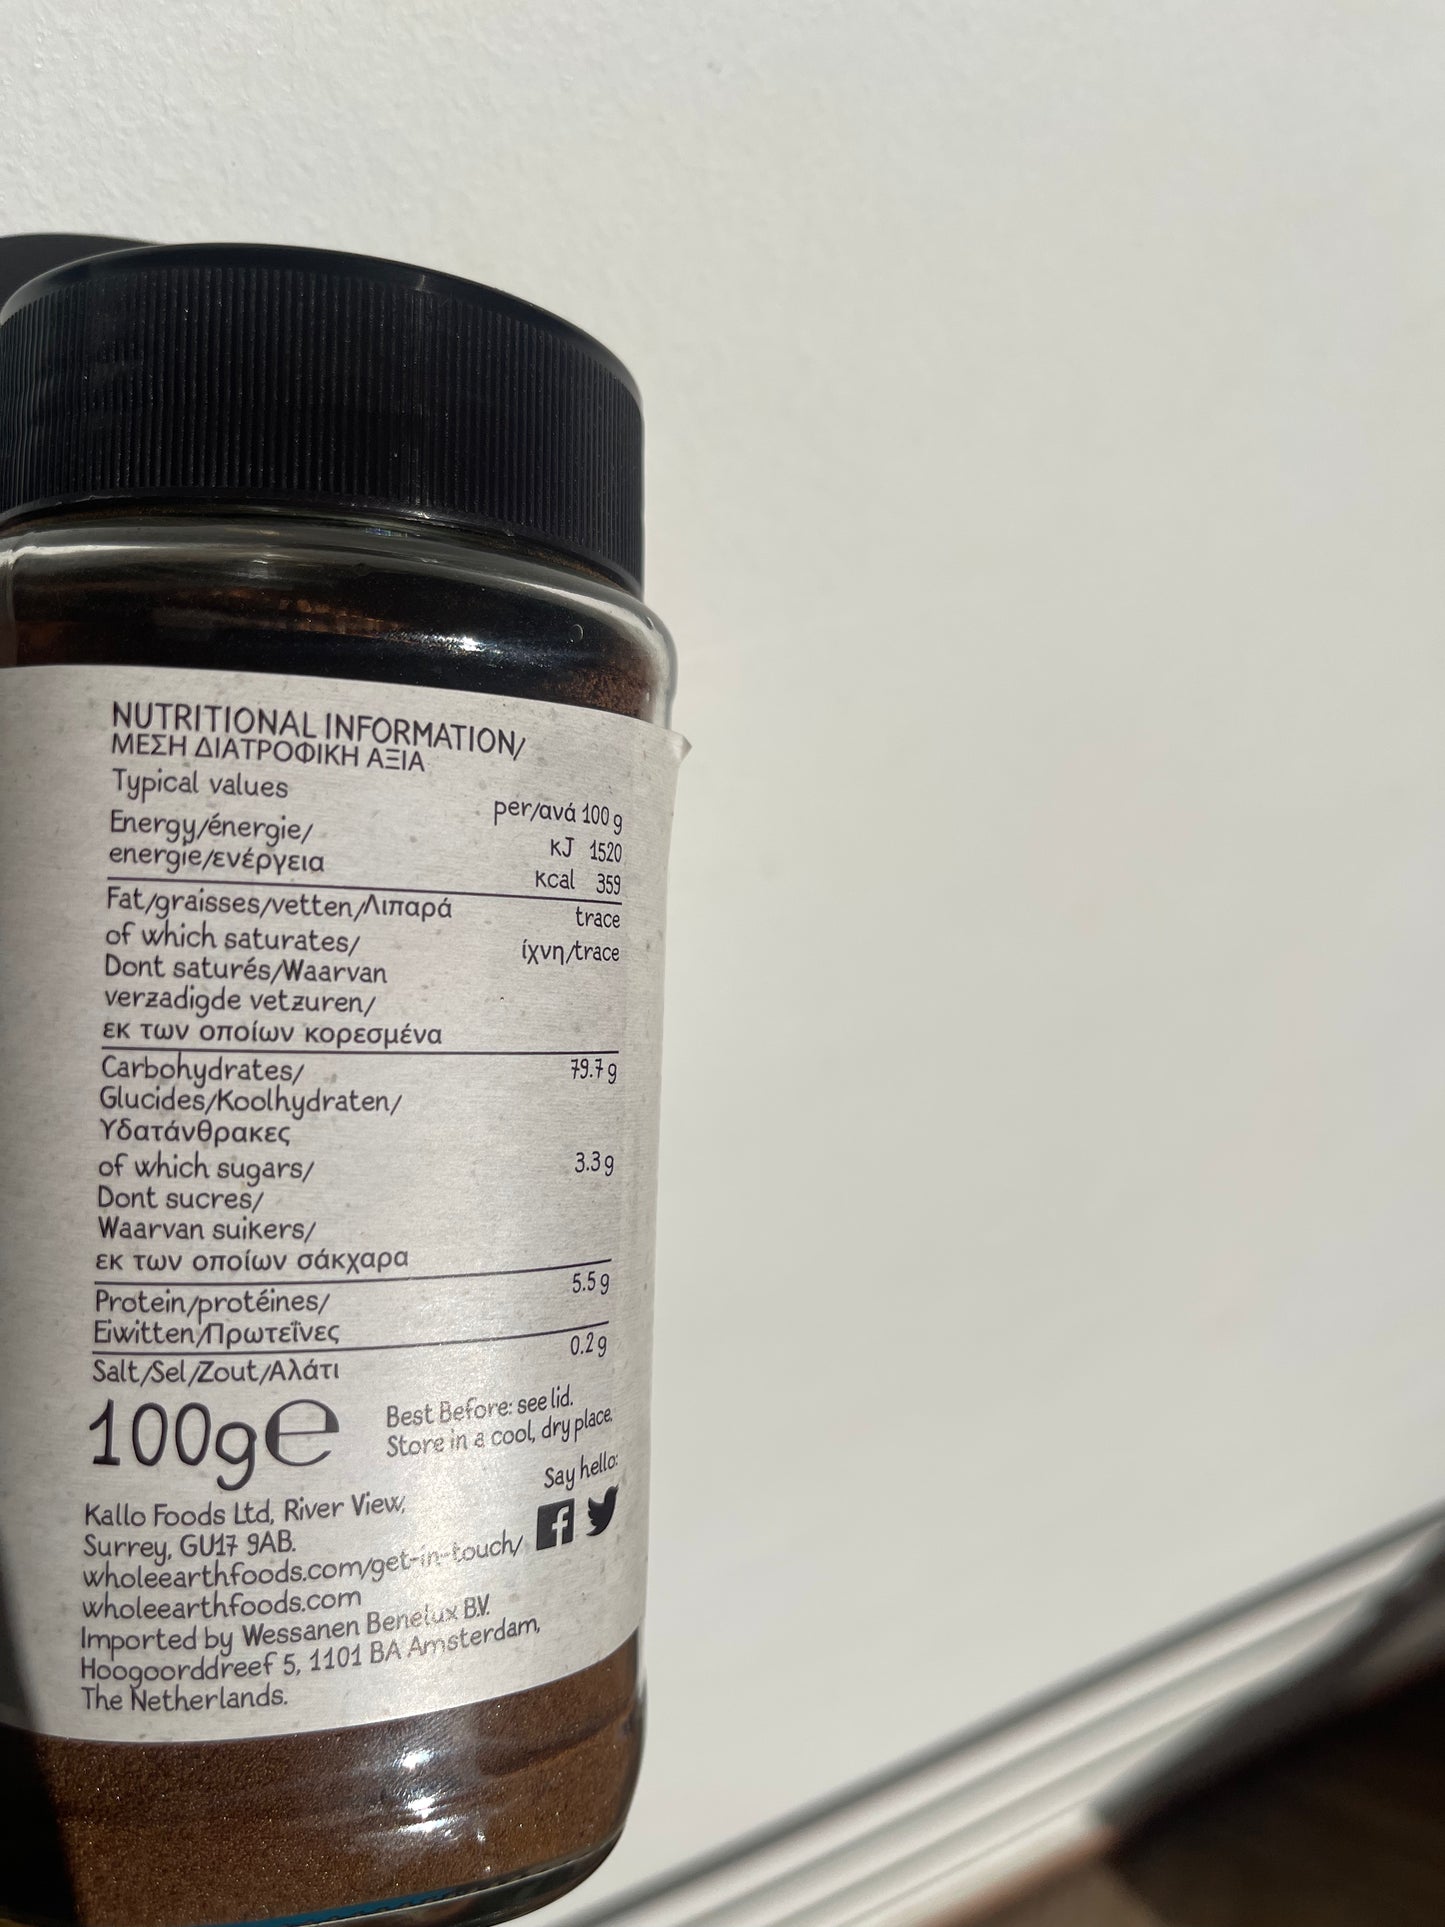 NUTRITIONAL INFORMATION/
ΜΕΣΗ ΔΙΑΤΡΟΦΙΚΗ ΑΞΙΑ
Typical values
per/ανά 100 g
Energy/énergie/
kJ 1520
energie/ενέργεια
kcal 359
Fat/graisses/vetten/Λιπαρά
trace
of which saturates/
ίχνη/trace
Dont saturés/Waarvan
verzadigde vetzuren/
εκ των οποίων κορεσμένα
Carbohydrates/
79.7 g
Glucides/Koolhydraten/
Υδατάνθρακες
of which sugars/
3.3 g
Dont sucres/
Waarvan suikers/
εκ των οποίων σάκχαρα
Protein/protéines/
5.5 g
Eiwitten/Πρωτεΐνες
Salt/Sel/Zout/Αλάτι
0.2 g
100g℮
Best Before: see lid.
Store in a cool, dry place.
Say hello:
Kallo Foods Ltd, River View,
Surrey, GU17 9AB.
wholeearthfoods.com/get-in-touch/
wholeearthfoods.com
Imported by Wessanen Benelux B.V.
Hoogoorddreef 5, 1101 BA Amsterdam,
The Netherlands.